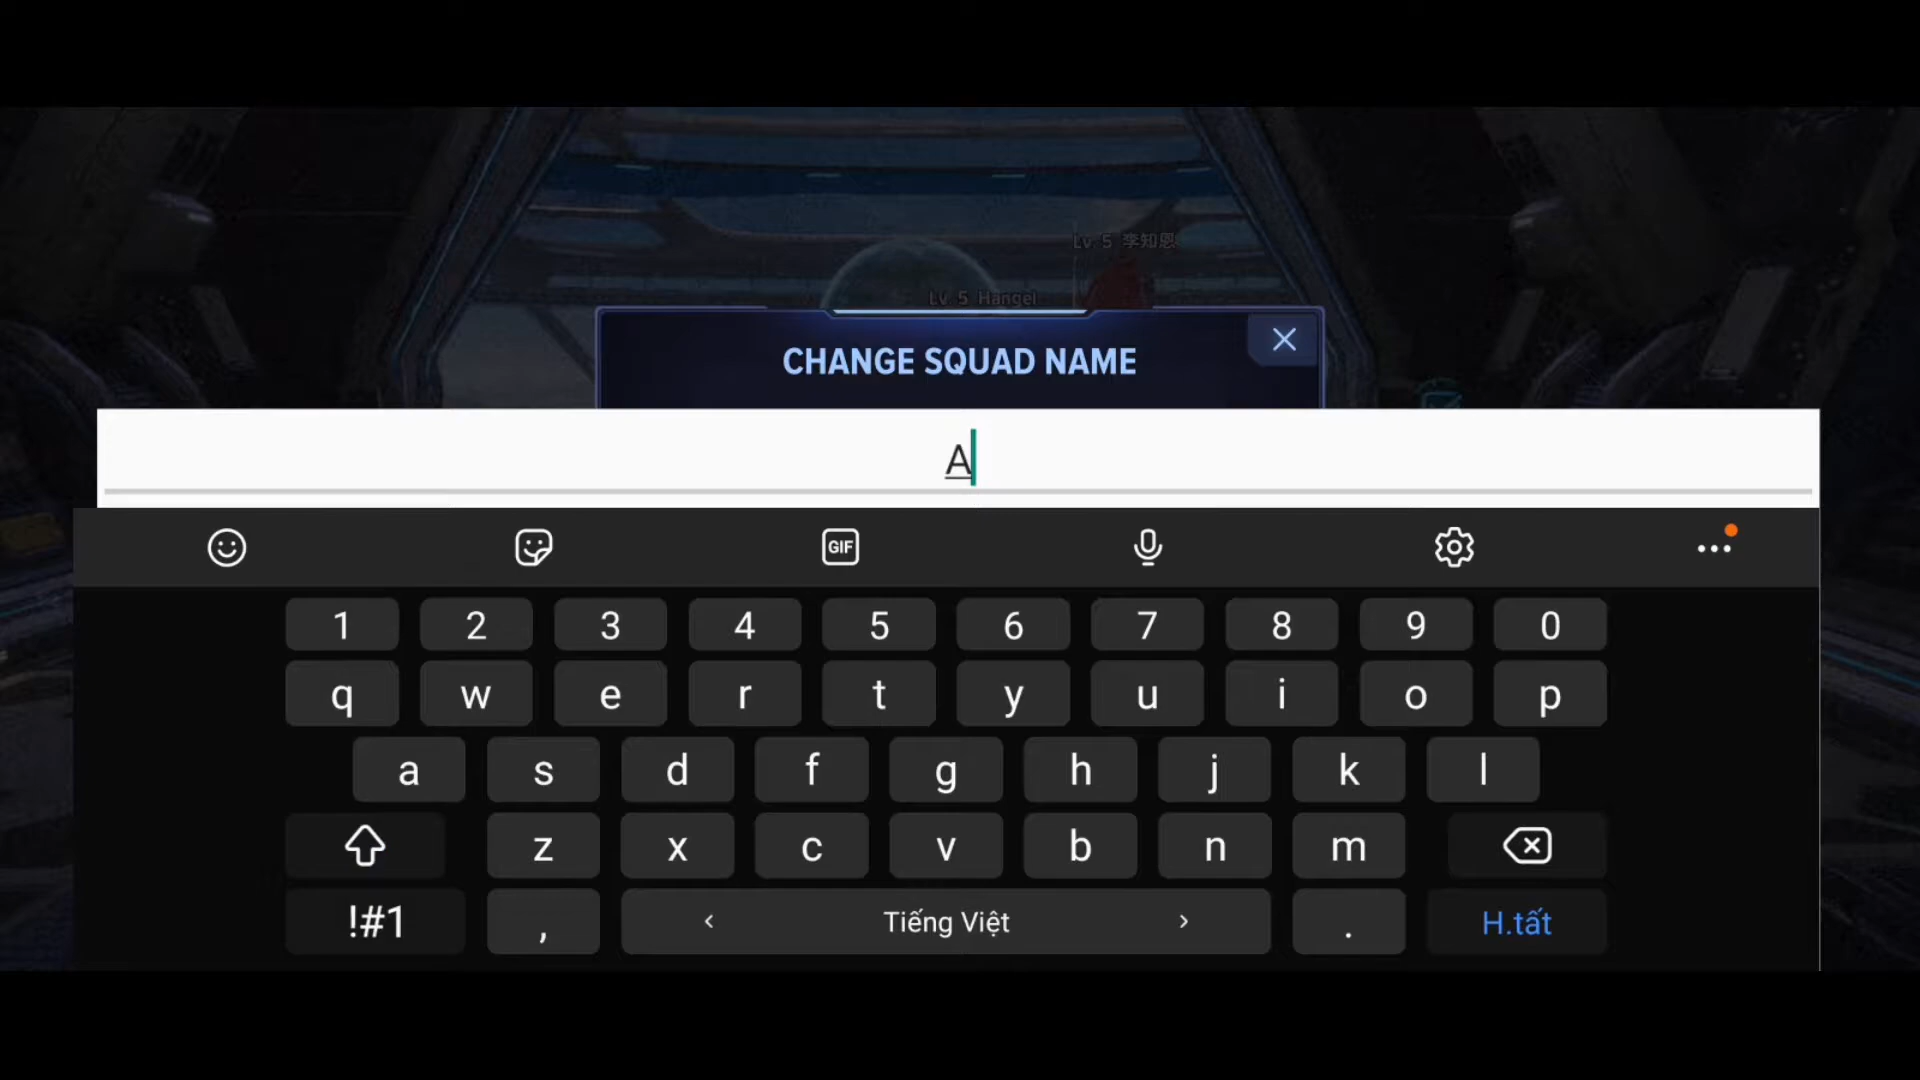 Lv. 5 李知恩
Lv. 5 Hangel
CHANGE SQUAD NAME
A
GIF
1 2 3 4 5 6 7 8 9 0
q w e r t y u i o p
a s d f g h j k l
z x c v b n m
!#1 , < Tiếng Việt > . H.tất